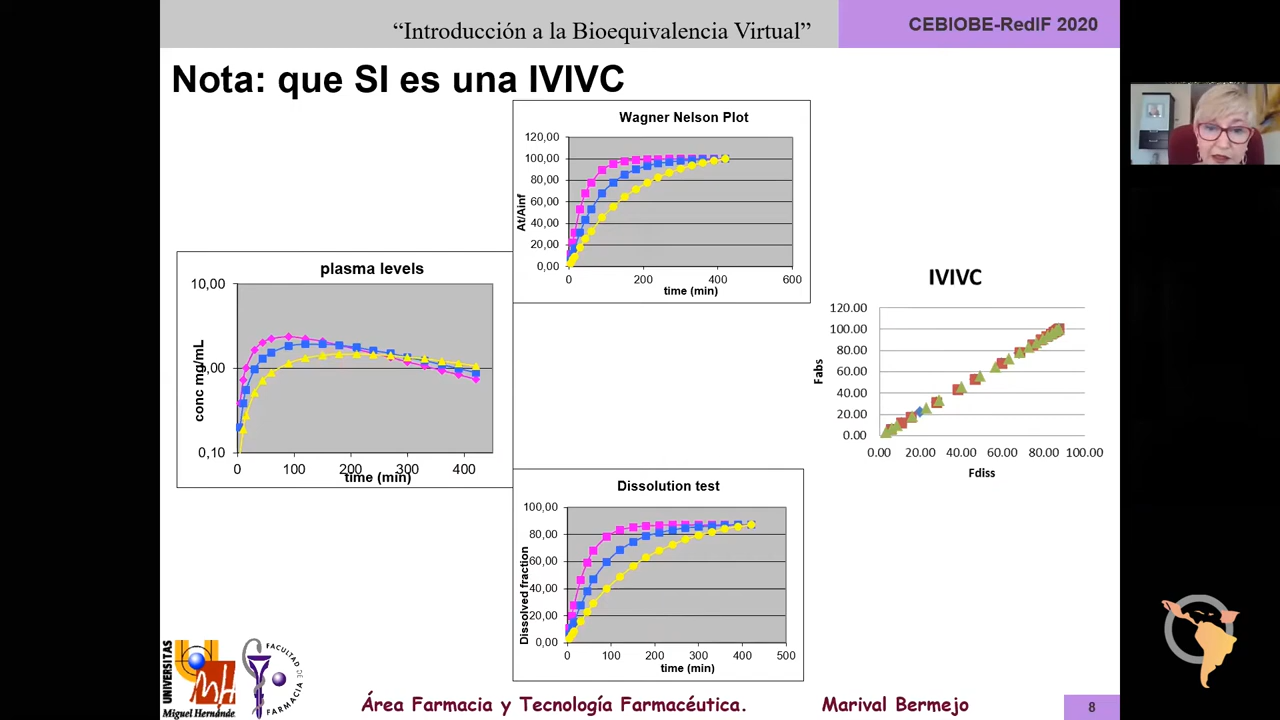 “Introducción a la Bioequivalencia Virtual”
CEBIOBE-RedIF 2020
Nota: que SI es una IVIVC
Wagner Nelson Plot
120,00
100,00
80,00
60,00
40,00
20,00
0,00
At/Ainf
0 200 400 600
time (min)
plasma levels
10,00
,00
0,10
conc mg/mL
0 100 200 300 400
time (min)
IVIVC
120.00
100.00
80.00
60.00
40.00
20.00
0.00
Fabs
0.00 20.00 40.00 60.00 80.00 100.00
Fdiss
Dissolution test
100,00
80,00
60,00
40,00
20,00
0,00
Dissolved fraction
0 100 200 300 400 500
time (min)
UNIVERSITAS
Miguel Hernández
FACULTAD DE FARMACIA
Área Farmacia y Tecnología Farmacéutica.
Marival Bermejo
8